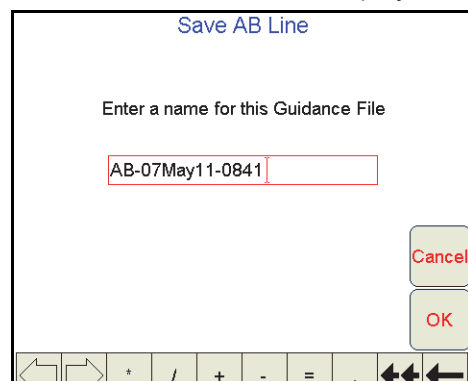 Save AB Line
Enter a name for this Guidance File
AB-07May11-0841
Cancel
OK
* / + - = .